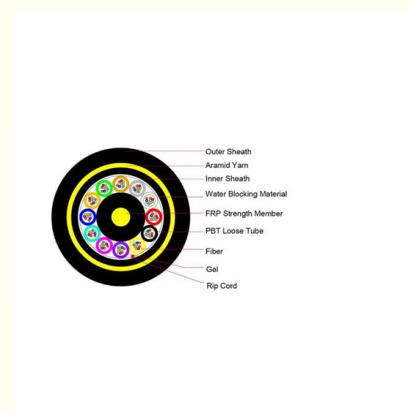 Outer Sheath
Aramid Yarn
Inner Sheath
Water Blocking Material
FRP Strength Member
PBT Loose Tube
Fiber
Gel
Rip Cord